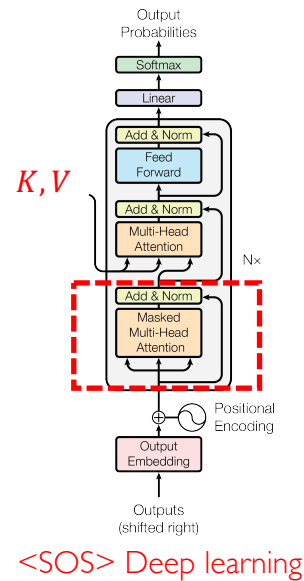 Output
Probabilities
Softmax
Linear
Add & Norm
Feed
Forward
K, V
Add & Norm
Multi-Head
Attention
N×
Add & Norm
Masked
Multi-Head
Attention
Positional
Encoding
Output
Embedding
Outputs
(shifted right)
<SOS> Deep learning